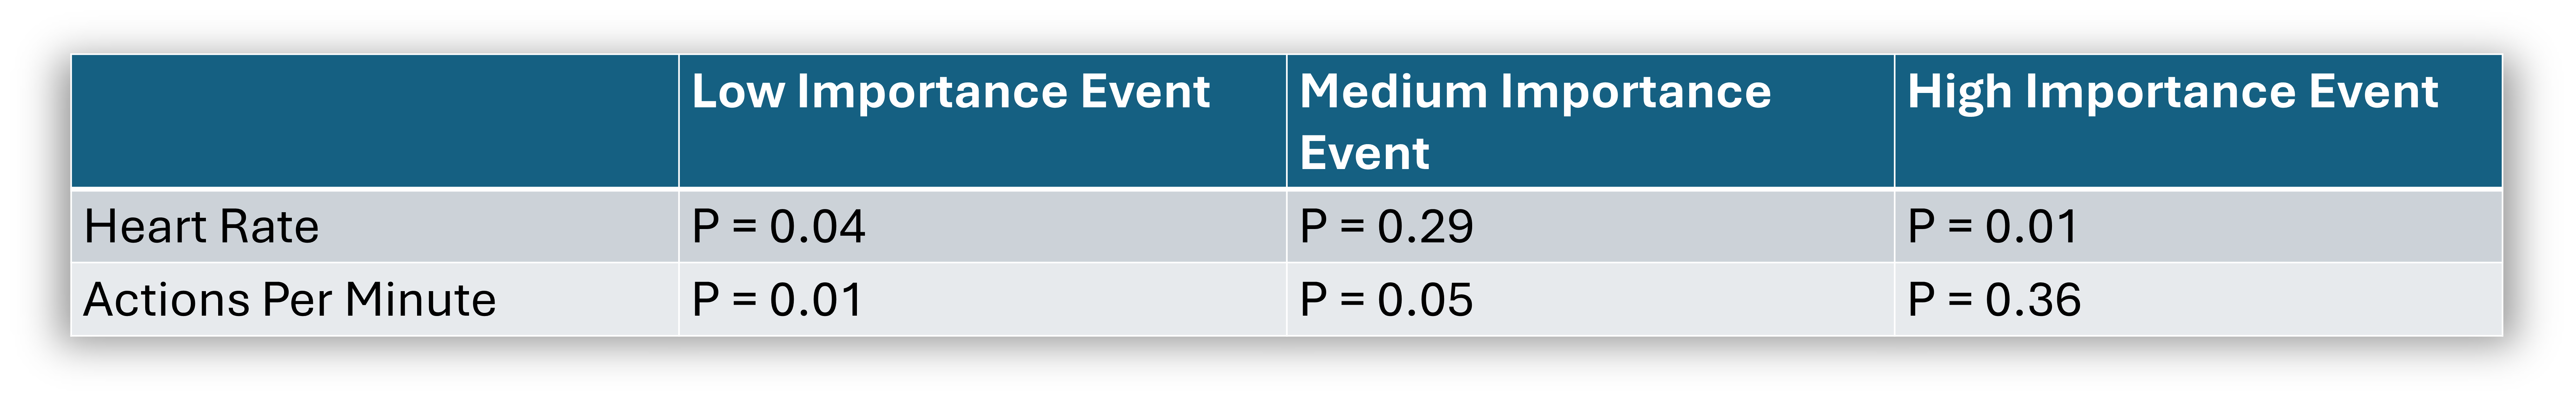 Low Importance Event Medium Importance High Importance Event
Event
Heart Rate P = 0.04 P = 0.29 P = 0.01
Actions Per Minute P = 0.01 P = 0.05 P = 0.36